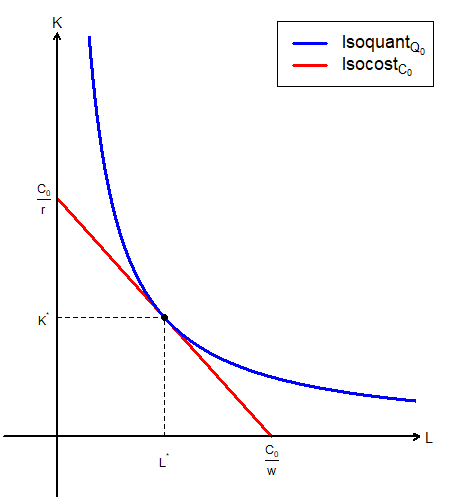 K
Isoquant Q₀
Isocost C₀
C₀
r
K*
L
L*
C₀
w